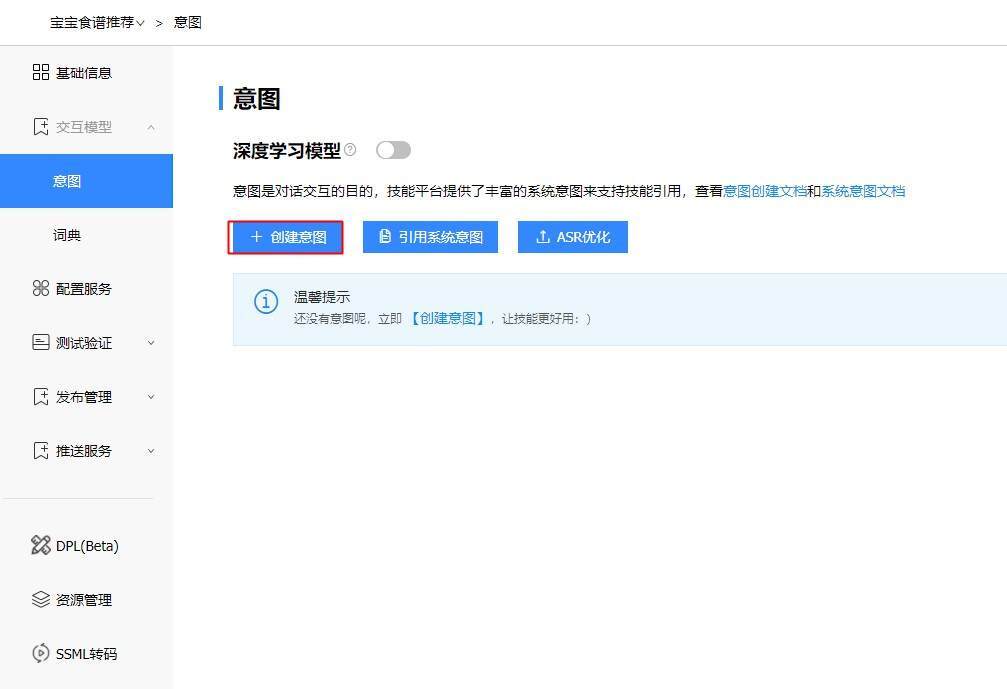 宝宝食谱推荐 > 意图
基础信息
交互模型
意图
词典
配置服务
测试验证
发布管理
推送服务
DPL(Beta)
资源管理
SSML转码
意图
深度学习模型
意图是对话交互的目的，技能平台提供了丰富的系统意图来支持技能引用，查看意图创建文档和系统意图文档
+ 创建意图
引用系统意图
ASR优化
温馨提示
还没有意图呢，立即【创建意图】，让技能更好用：）